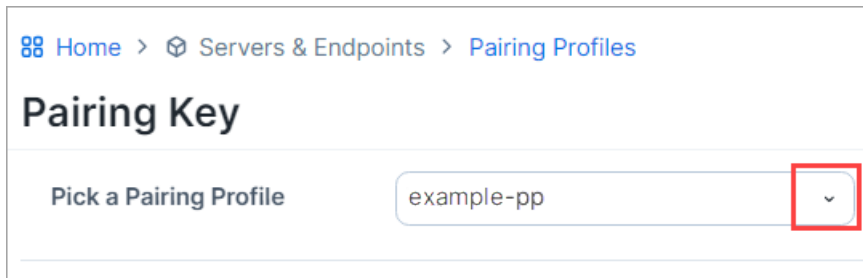 Home > Servers & Endpoints > Pairing Profiles
Pairing Key
Pick a Pairing Profile example-pp